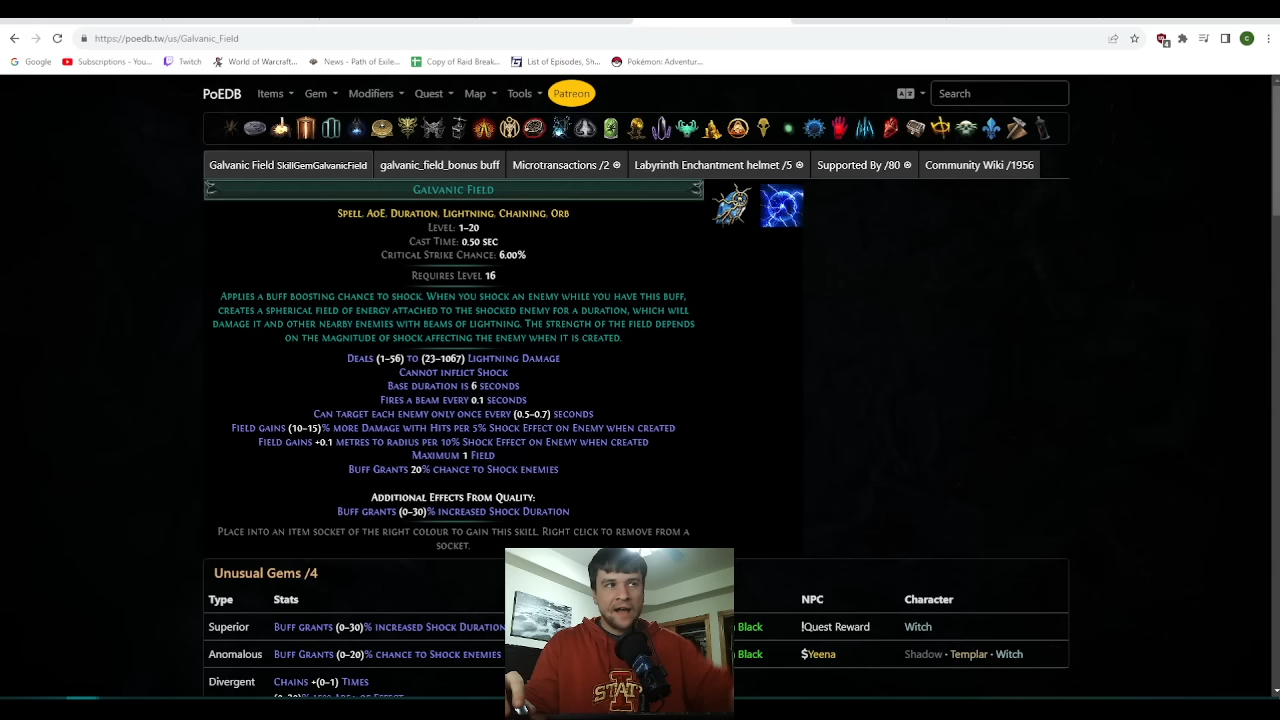 https://poedb.tw/us/Galvanic_Field
4
C
Google
Subscriptions - You...
Twitch
World of Warcraft...
News - Path of Exile...
Copy of Raid Break...
List of Episodes, Sh...
Pokémon: Adventur...
PoEDB
Items
Gem
Modifiers
Quest
Map
Tools
Patreon
Search
Galvanic Field SkillGemGalvanicField
galvanic_field_bonus buff
Microtransactions /2
Labyrinth Enchantment helmet /5
Supported By /80
Community Wiki /1956
Galvanic Field
Spell, AoE, Duration, Lightning, Chaining, Orb
Level: 1–20
Cast Time: 0.50 sec
Critical Strike Chance: 6.00%
Requires Level 16
Applies a buff boosting chance to shock. When you shock an enemy while you have this buff,
creates a spherical field of energy attached to the shocked enemy for a duration, which will
damage it and other nearby enemies with beams of lightning. The strength of the field depends
on the magnitude of shock affecting the enemy when it is created.
Deals (1–56) to (23–1067) Lightning Damage
Cannot inflict Shock
Base duration is 6 seconds
Fires a beam every 0.1 seconds
Can target each enemy only once every (0.5–0.7) seconds
Field gains (10–15)% more Damage with Hits per 5% Shock Effect on Enemy when created
Field gains +0.1 metres to radius per 10% Shock Effect on Enemy when created
Maximum 1 Field
Buff Grants 20% chance to Shock enemies
Additional Effects From Quality:
Buff grants (0–30)% increased Shock Duration
Place into an item socket of the right colour to gain this skill. Right click to remove from a
socket.
Unusual Gems /4
Type Stats NPC Character
Superior Buff grants (0–30)% increased Shock Duration Black !Quest Reward Witch
Anomalous Buff Grants (0–20)% chance to Shock enemies Black $Yeena Shadow · Templar · Witch
Divergent Chains +(0–1) Times
STAT